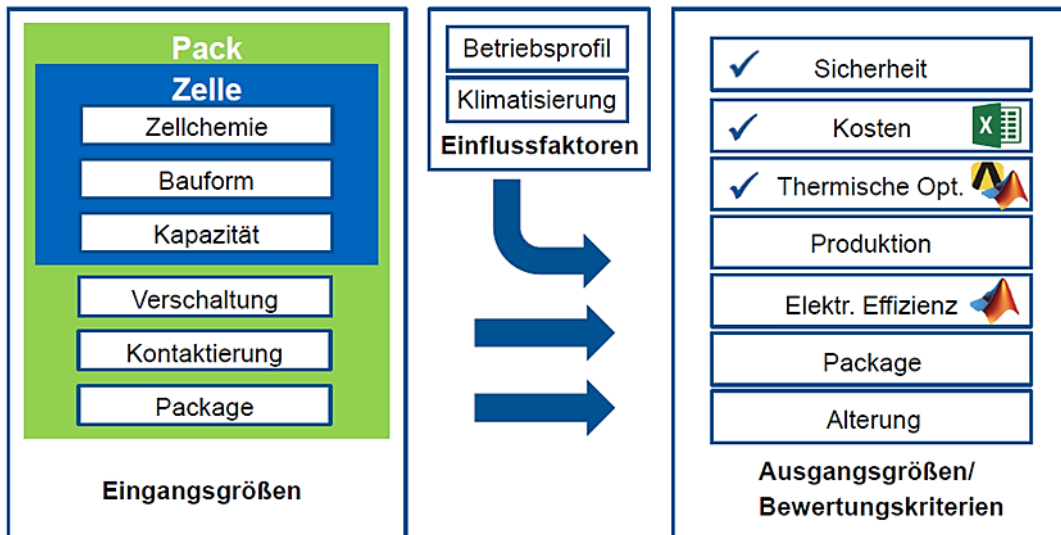 Pack
Zelle
Zellchemie
Bauform
Kapazität
Verschaltung
Kontaktierung
Package
Eingangsgrößen
Betriebsprofil
Klimatisierung
Einflussfaktoren
Sicherheit
Kosten
X
Thermische Opt.
Produktion
Elektr. Effizienz
Package
Alterung
Ausgangsgrößen/
Bewertungskriterien